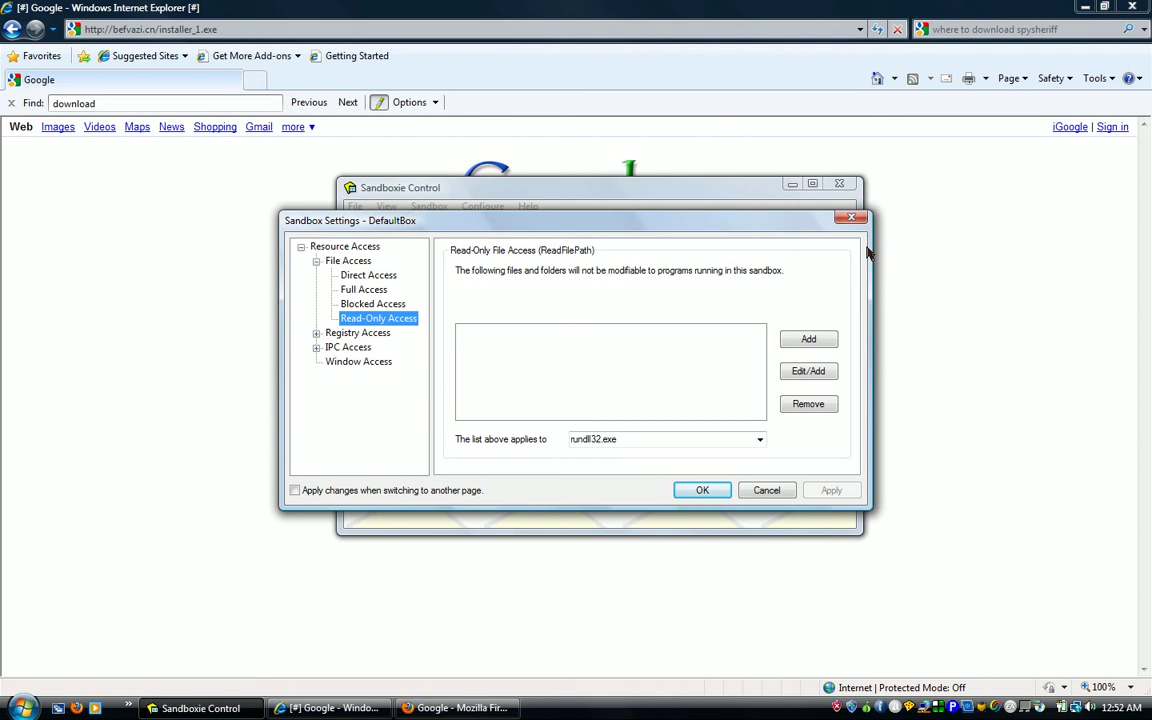 [#] Google - Windows Internet Explorer [#]
http://befvazi.cn/installer_1.exe
where to download spysheriff
Favorites
Suggested Sites
Get More Add-ons
Getting Started
Google
Page
Safety
Tools
Find:
download
Previous
Next
Options
Web
Images
Videos
Maps
News
Shopping
Gmail
more
iGoogle
Sign in
Sandboxie Control
File
View
Sandbox
Configure
Help
Sandbox Settings - DefaultBox
Resource Access
File Access
Direct Access
Full Access
Blocked Access
Read-Only Access
Registry Access
IPC Access
Window Access
Read-Only File Access (ReadFilePath)
The following files and folders will not be modifiable to programs running in this sandbox.
Add
Edit/Add
Remove
The list above applies to
rundll32.exe
Apply changes when switching to another page.
OK
Cancel
Apply
Internet | Protected Mode: Off
100%
Sandboxie Control
[#] Google - Windo...
Google - Mozilla Fir...
12:52 AM